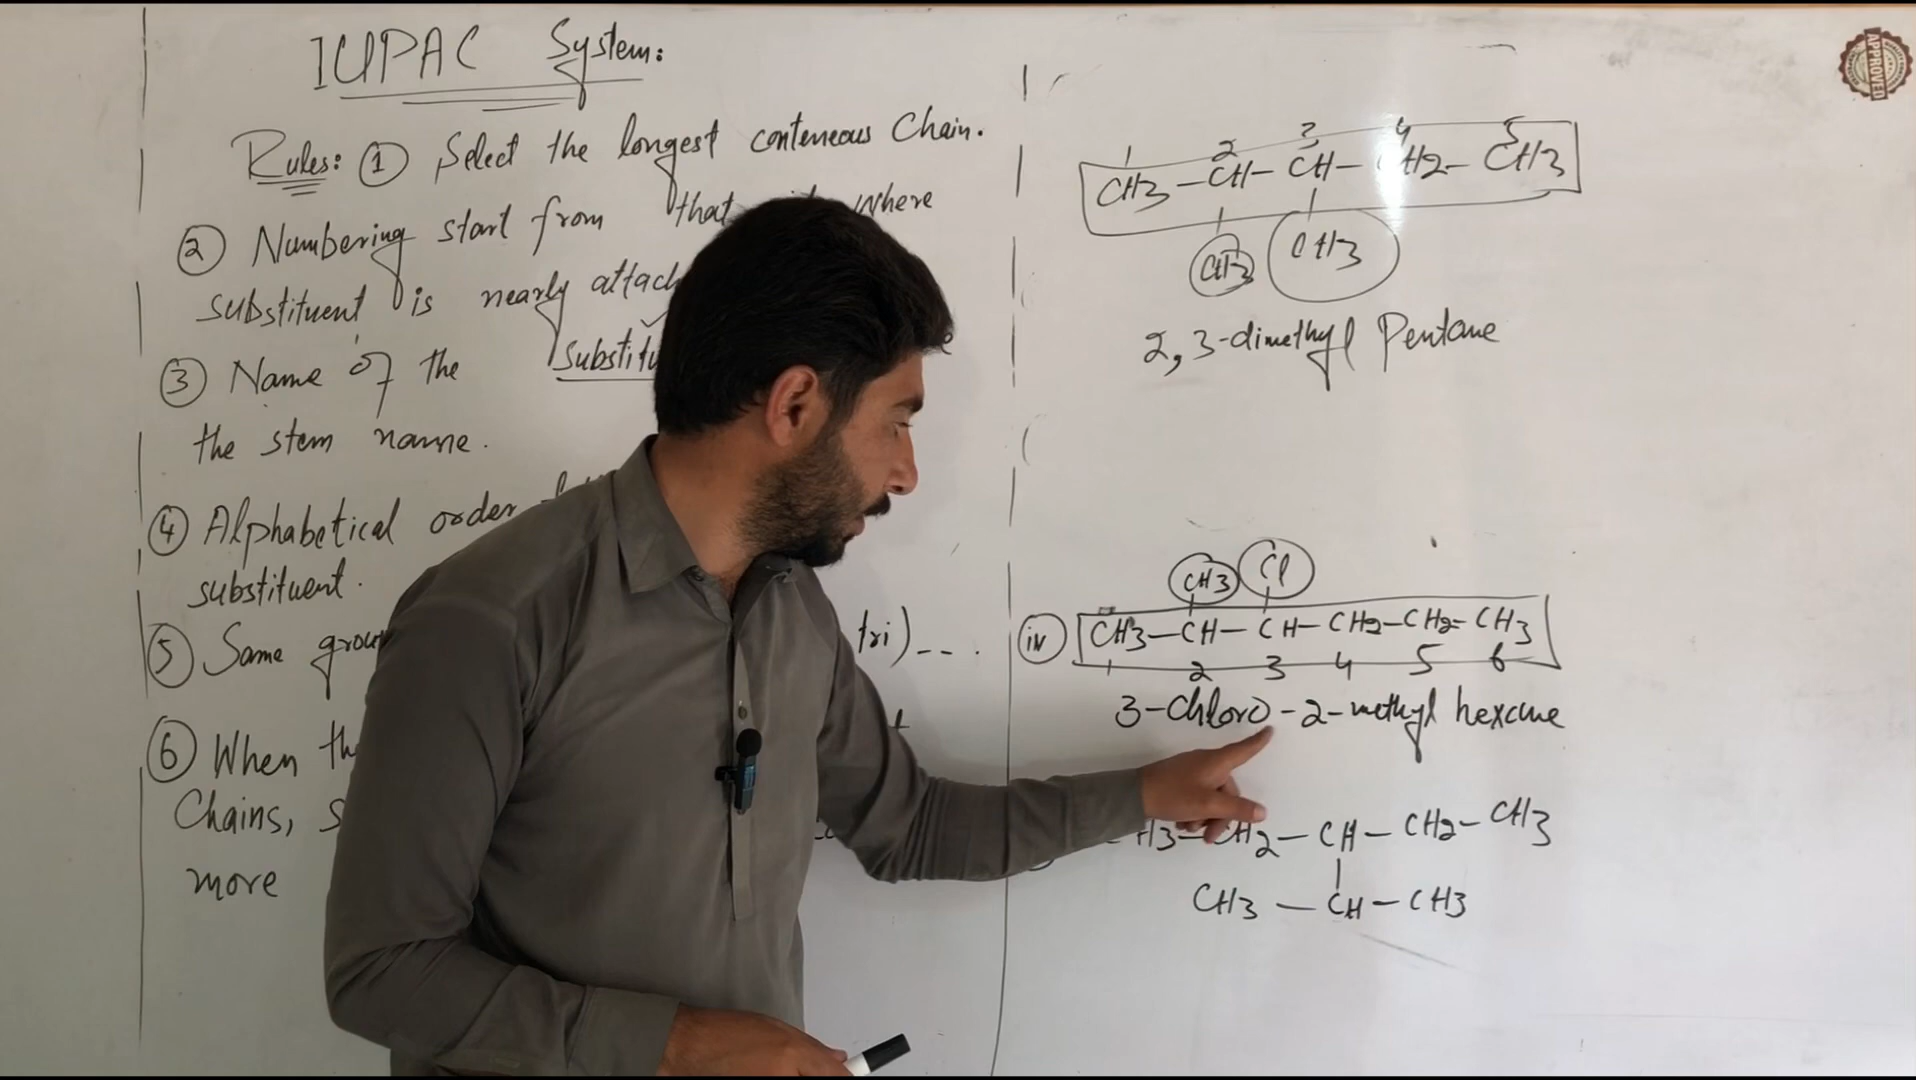 IUPAC System:
Rules: ① Select the longest conteneous Chain.
② Numbering start from that where
substituent is nearly attach
③ Name of the substitu
the stem name.
④ Alphabetical order
substituent.
⑤ Same grou tri)--.
⑥ When th
Chains, s
more
1 2 3 4 5
CH3-CH-CH-CH2-CH3
CH3 CH3
2,3-dimethyl Pentane
CH3 Cl
iv CH3-CH-CH-CH2-CH2-CH3
1 2 3 4 5 6
3-Chloro-2-methyl hexane
H3-CH2-CH-CH2-CH3
CH3-CH-CH3
APPROVED